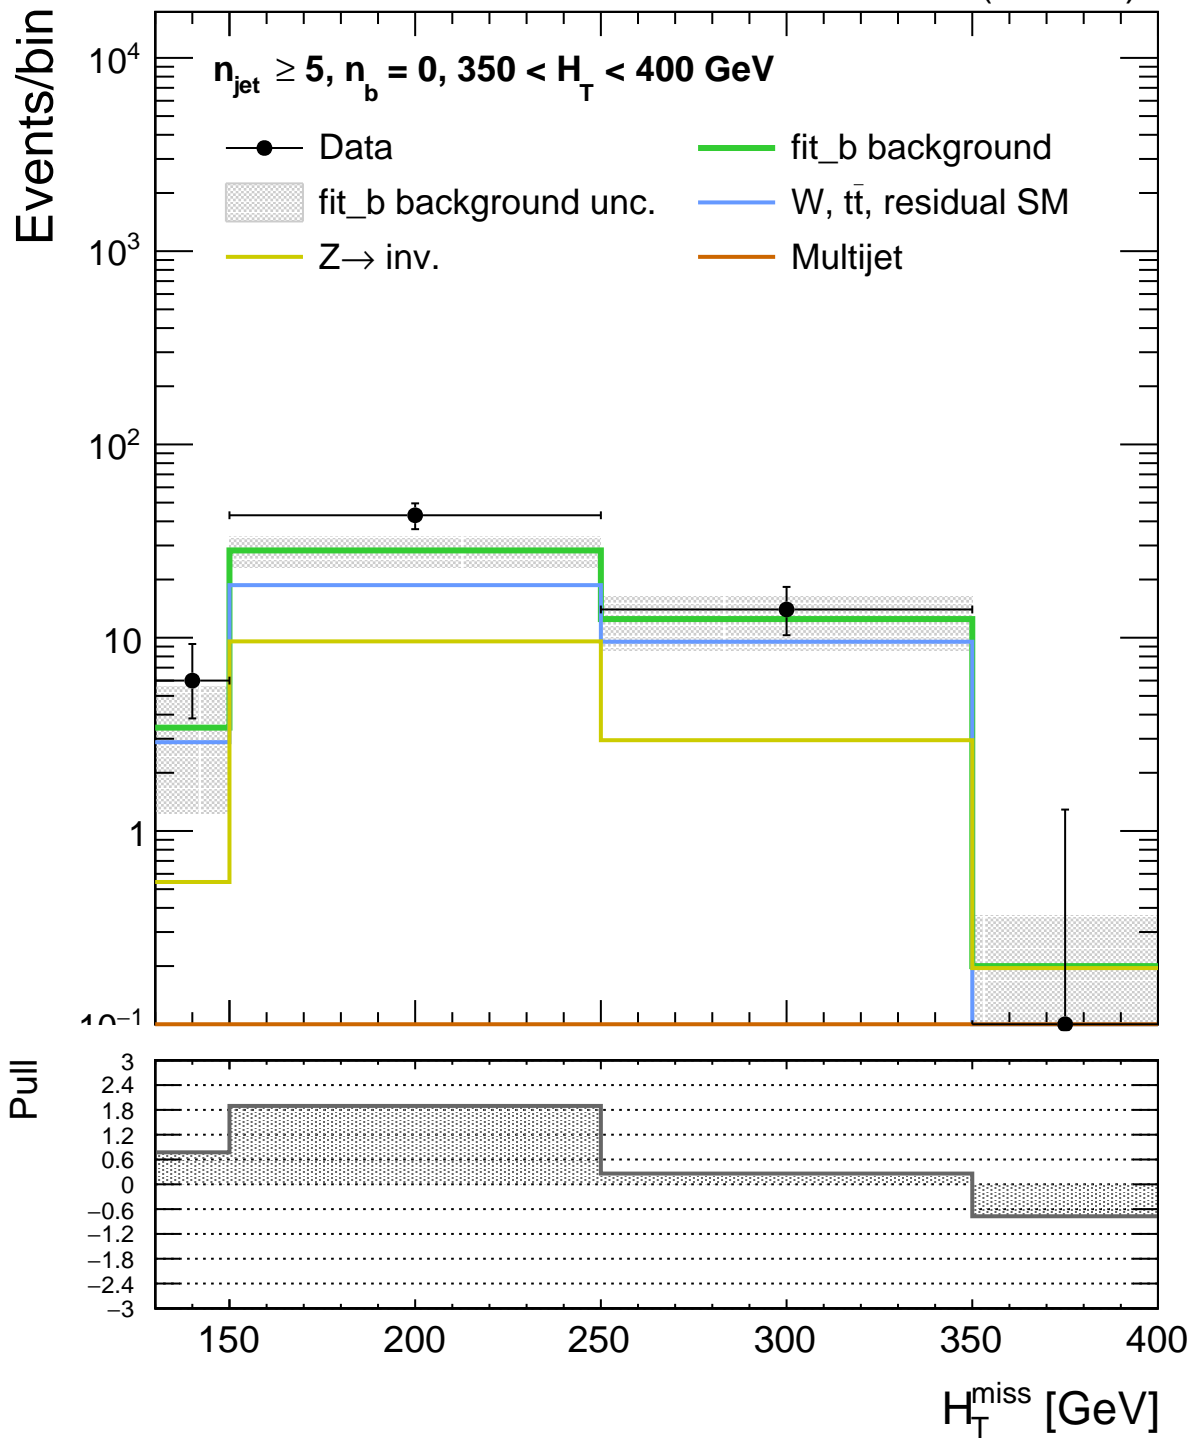 Events/bin
n_jet ≥ 5, n_b = 0, 350 < H_T < 400 GeV
Data
fit_b background
fit_b background unc.
W, tt̄, residual SM
Z→ inv.
Multijet
10^4
10^3
10^2
10
1
10^−1
Pull
3
2.4
1.8
1.2
0.6
0
−0.6
−1.2
−1.8
−2.4
−3
150 200 250 300 350 400
H_T^miss [GeV]